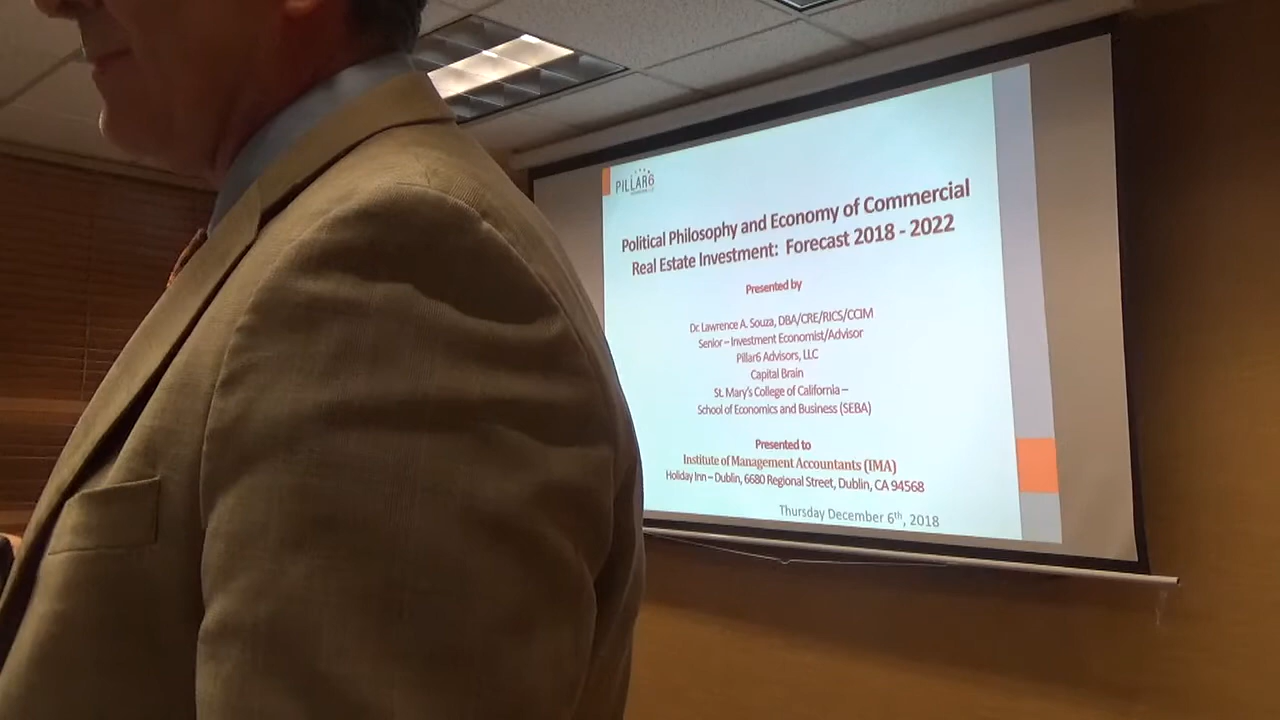 PILLAR6
Political Philosophy and Economy of Commercial
Real Estate Investment: Forecast 2018 - 2022
Presented by
Dr. Lawrence A. Souza, DBA/CRE/RICS/CCIM
Senior – Investment Economist/Advisor
Pillar6 Advisors, LLC
Capital Brain
St. Mary's College of California –
School of Economics and Business (SEBA)
Presented to
Institute of Management Accountants (IMA)
Holiday Inn – Dublin, 6680 Regional Street, Dublin, CA 94568
Thursday December 6th, 2018